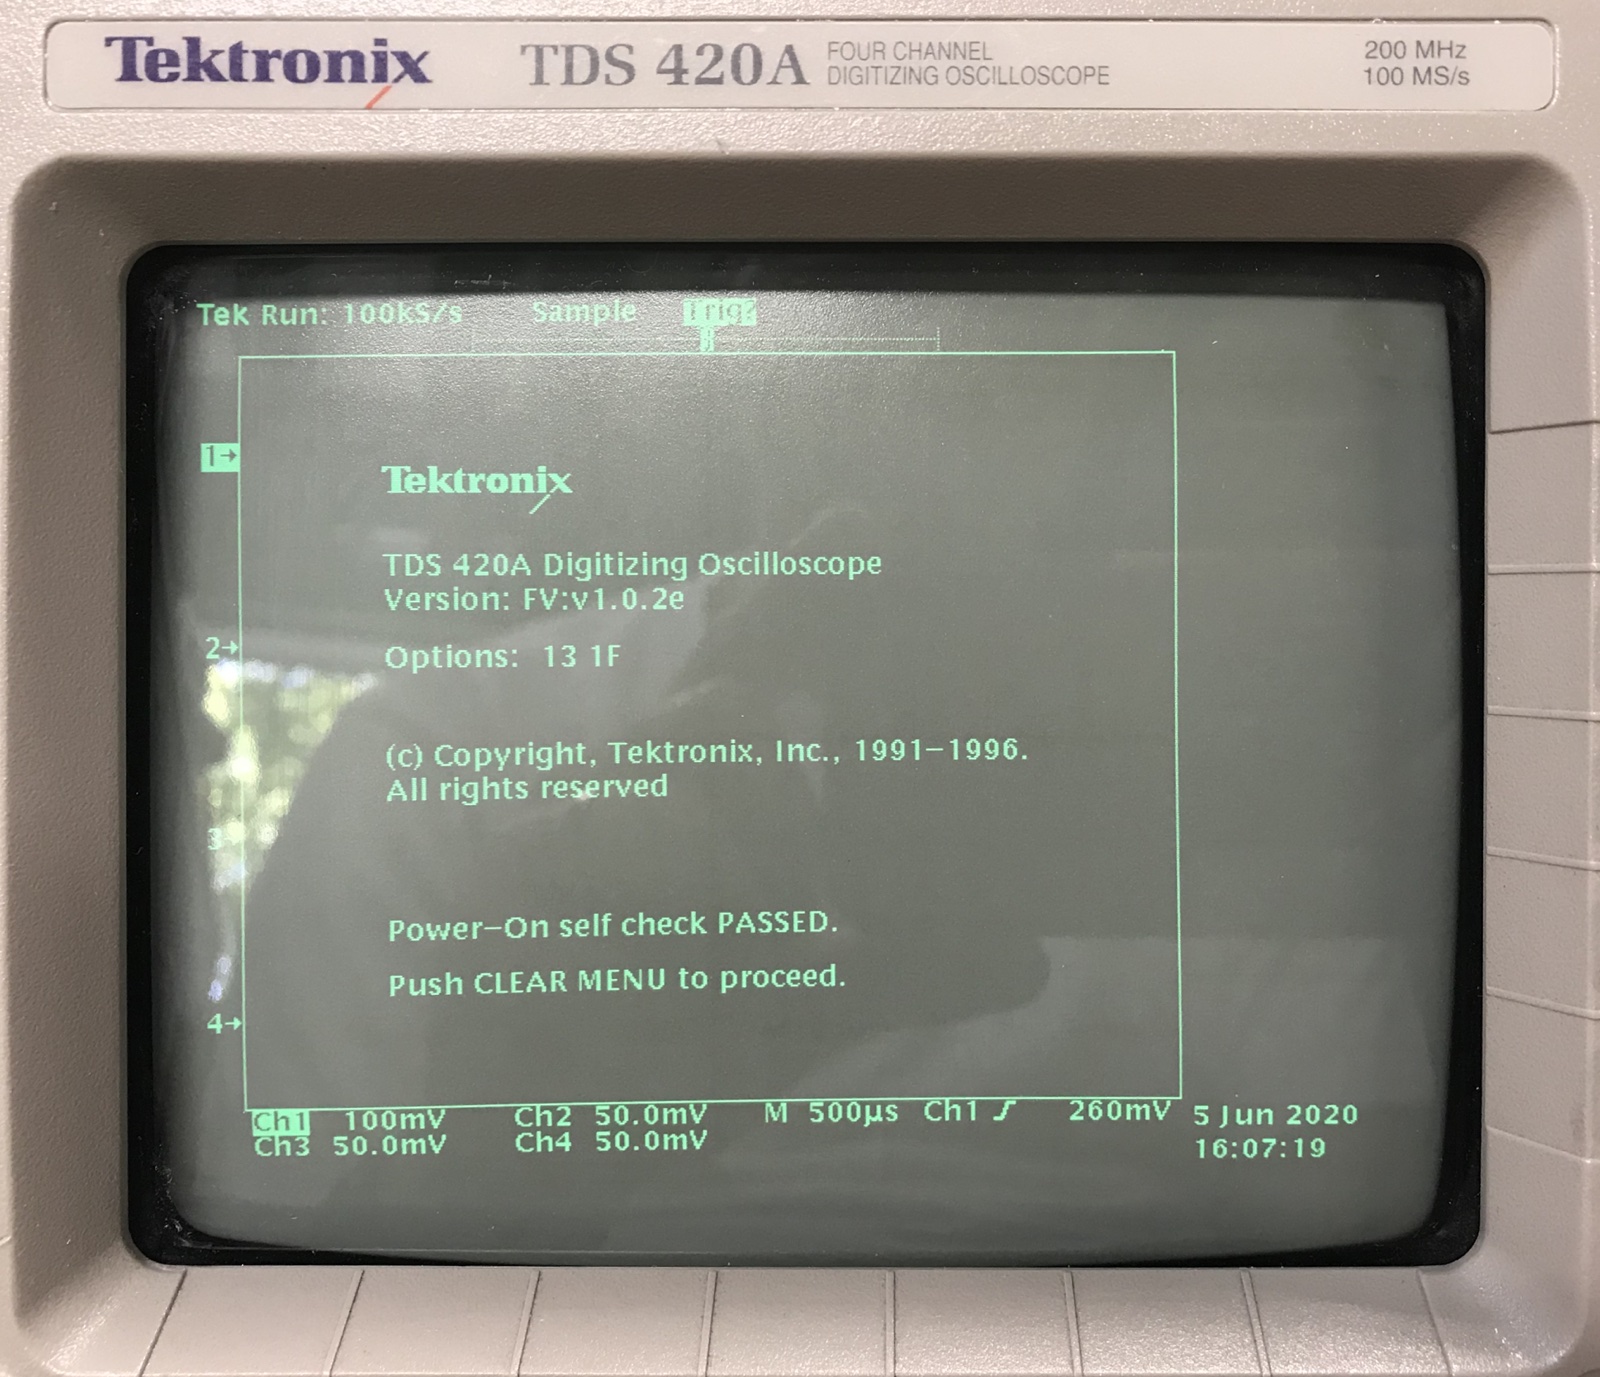 Tektronix TDS 420A FOUR CHANNEL 200 MHz
DIGITIZING OSCILLOSCOPE 100 MS/s
Tek Run: 100kS/s Sample Trig?
1→
Tektronix
TDS 420A Digitizing Oscilloscope
Version: FV:v1.0.2e
2→
Options: 13 1F
(c) Copyright, Tektronix, Inc., 1991-1996.
All rights reserved
3→
Power-On self check PASSED.
Push CLEAR MENU to proceed.
4→
Ch1 100mV Ch2 50.0mV M 500µs Ch1 ƒ 260mV 5 Jun 2020
Ch3 50.0mV Ch4 50.0mV 16:07:19